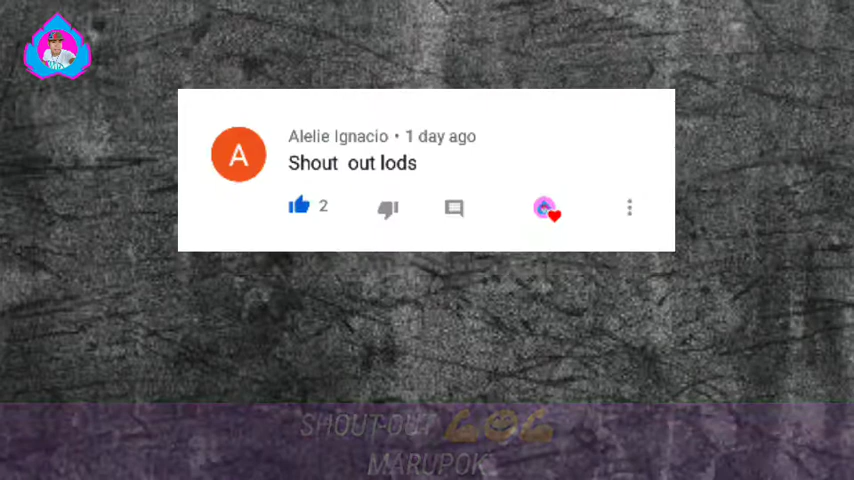 A
Alelie Ignacio • 1 day ago
Shout out lods
2
SHOUT OUT 💪😊💪
MARUPOK